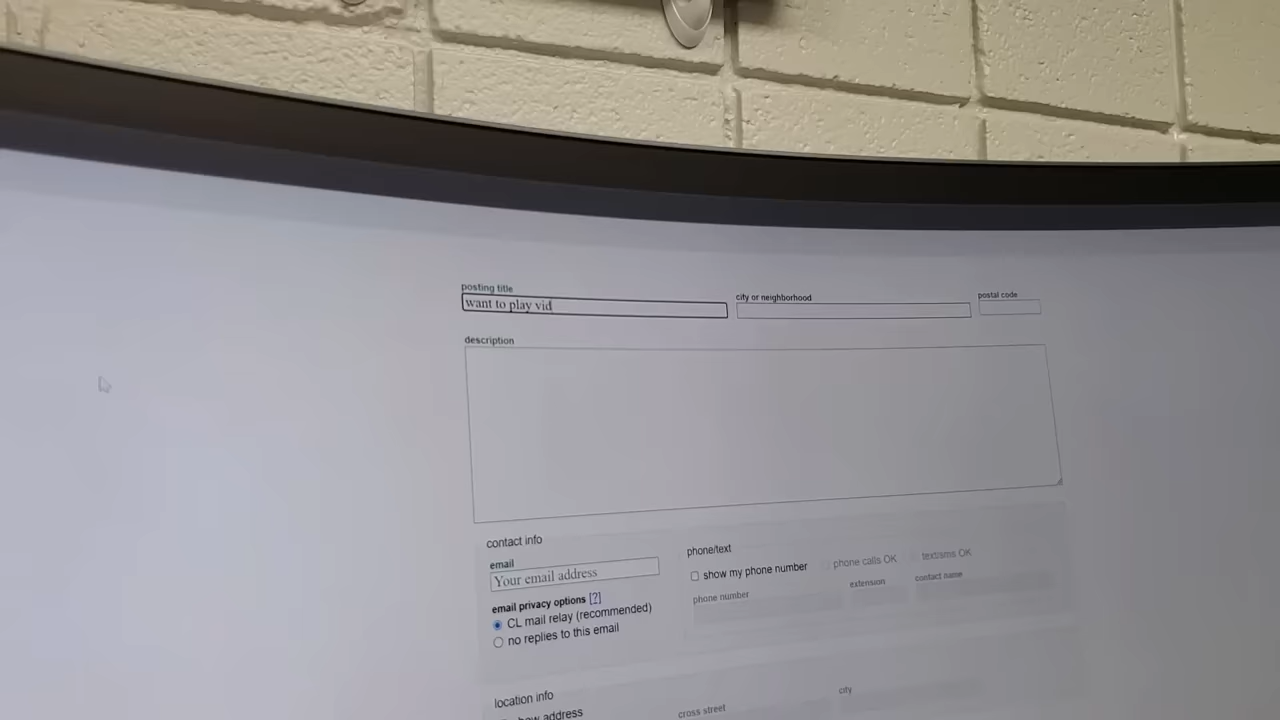 posting title
city or neighborhood
postal code
want to play vid
description
contact info
email
Your email address
email privacy options [?]
CL mail relay (recommended)
no replies to this email
phone/text
show my phone number
phone calls OK
text/sms OK
phone number
extension
contact name
location info
address
cross street
city